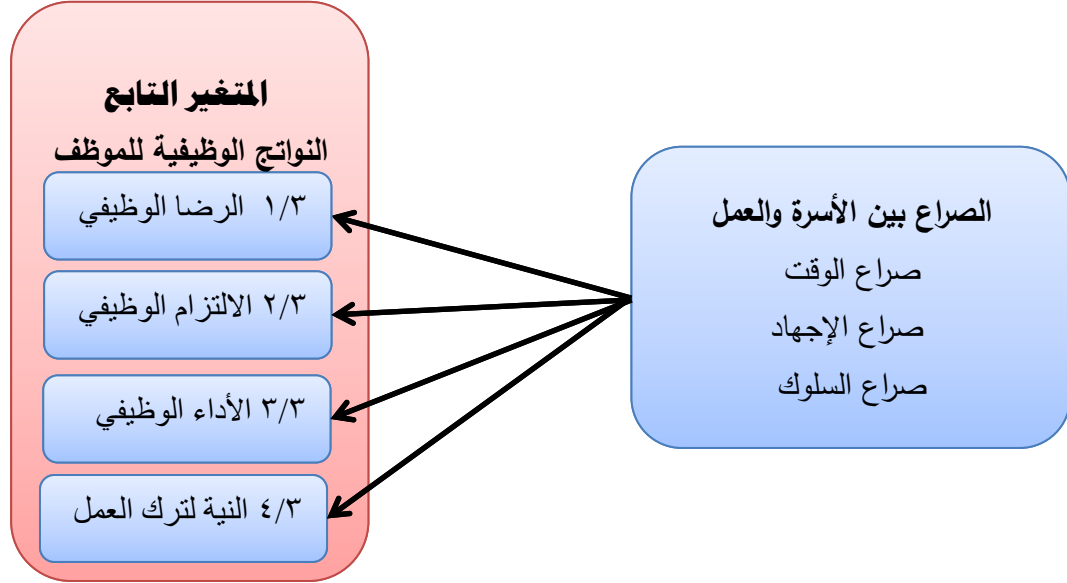 المتغير التابع
النواتج الوظيفية للموظف
١/٣ الرضا الوظيفي
٢/٣ الالتزام الوظيفي
٣/٣ الأداء الوظيفي
٤/٣ النية لترك العمل
الصراع بين الأسرة والعمل
صراع الوقت
صراع الإجهاد
صراع السلوك